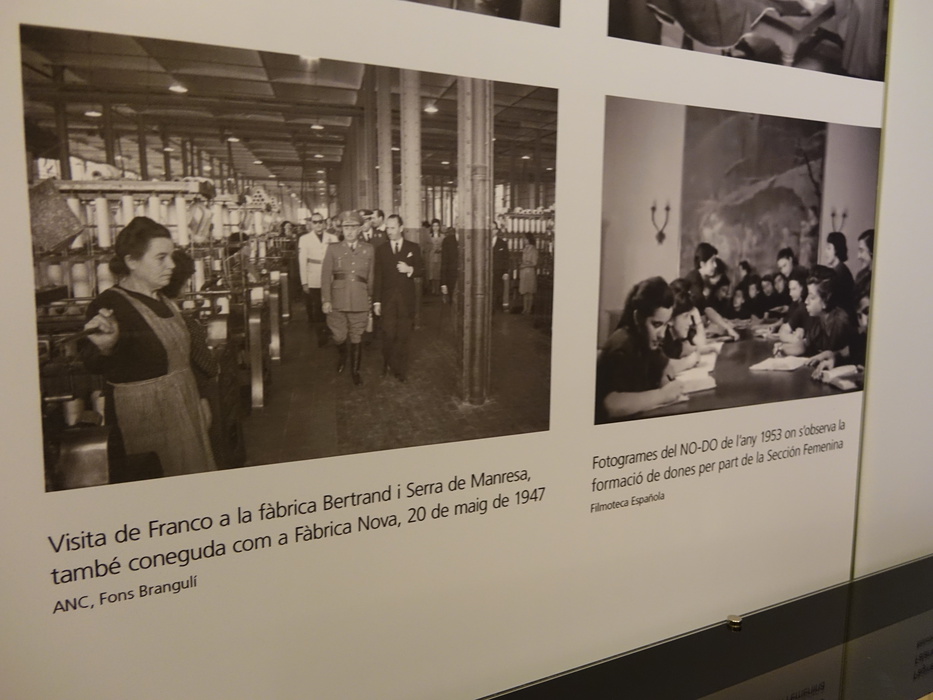 Visita de Franco a la fàbrica Bertrand i Serra de Manresa,
també coneguda com a Fàbrica Nova, 20 de maig de 1947
ANC, Fons Brangulí
Fotogrames del NO-DO de l'any 1953 on s'observa la
formació de dones per part de la Sección Femenina
Filmoteca Española